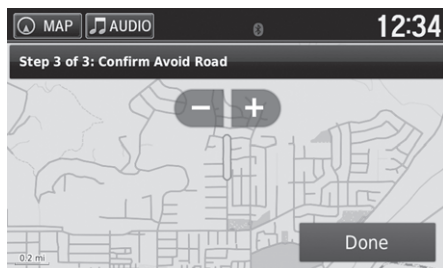 MAP AUDIO 12:34
Step 3 of 3: Confirm Avoid Road
− +
Done
0.2 mi